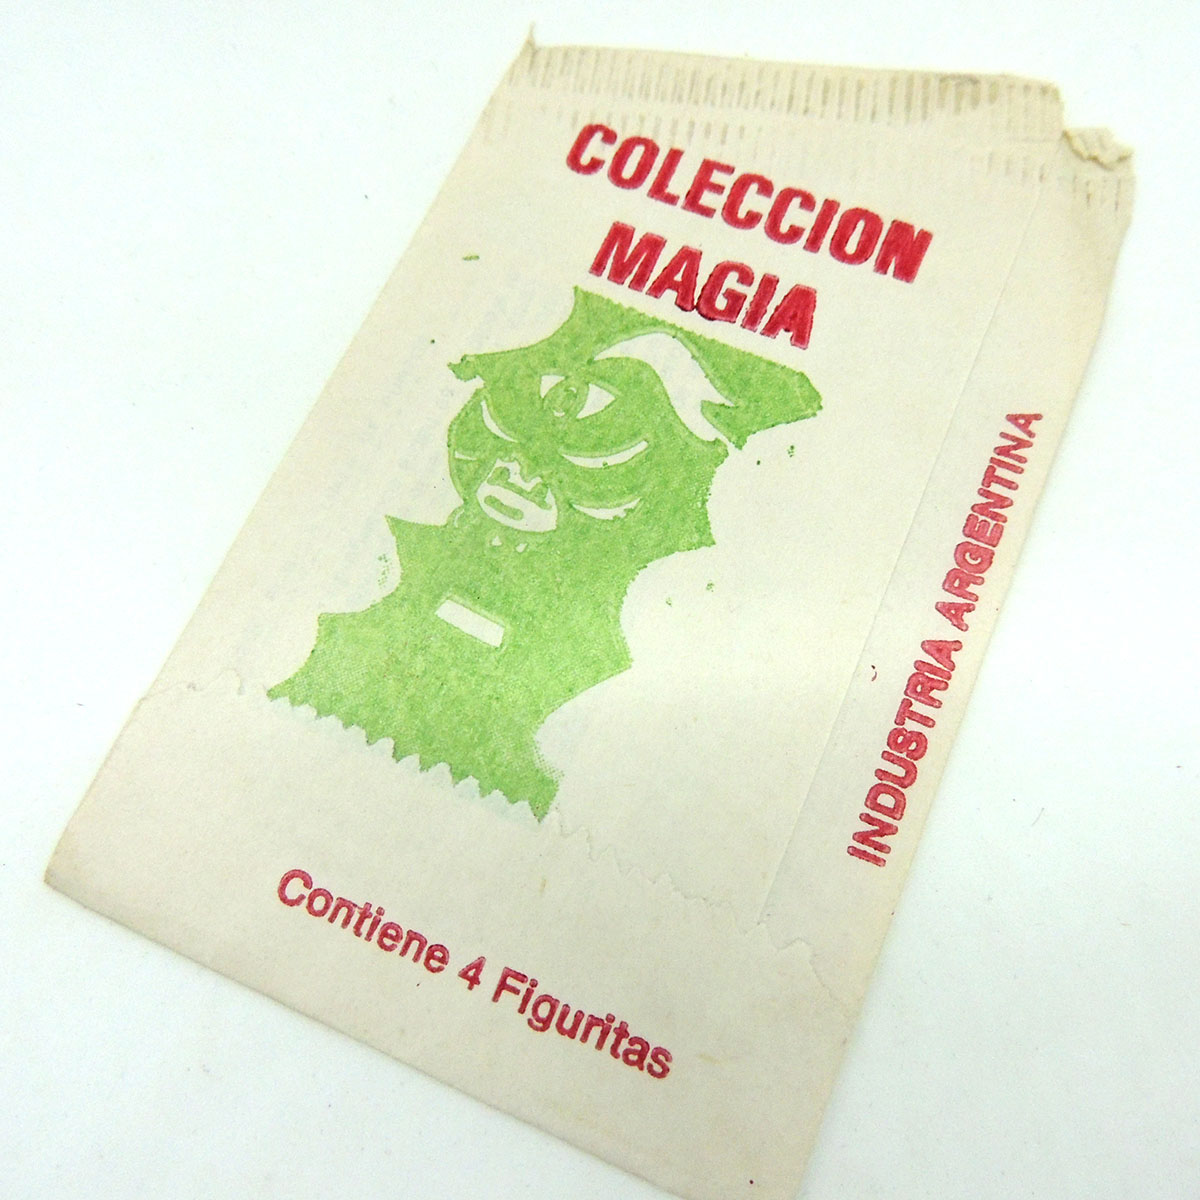 COLECCION
MAGIA
INDUSTRIA ARGENTINA
Contiene 4 Figuritas